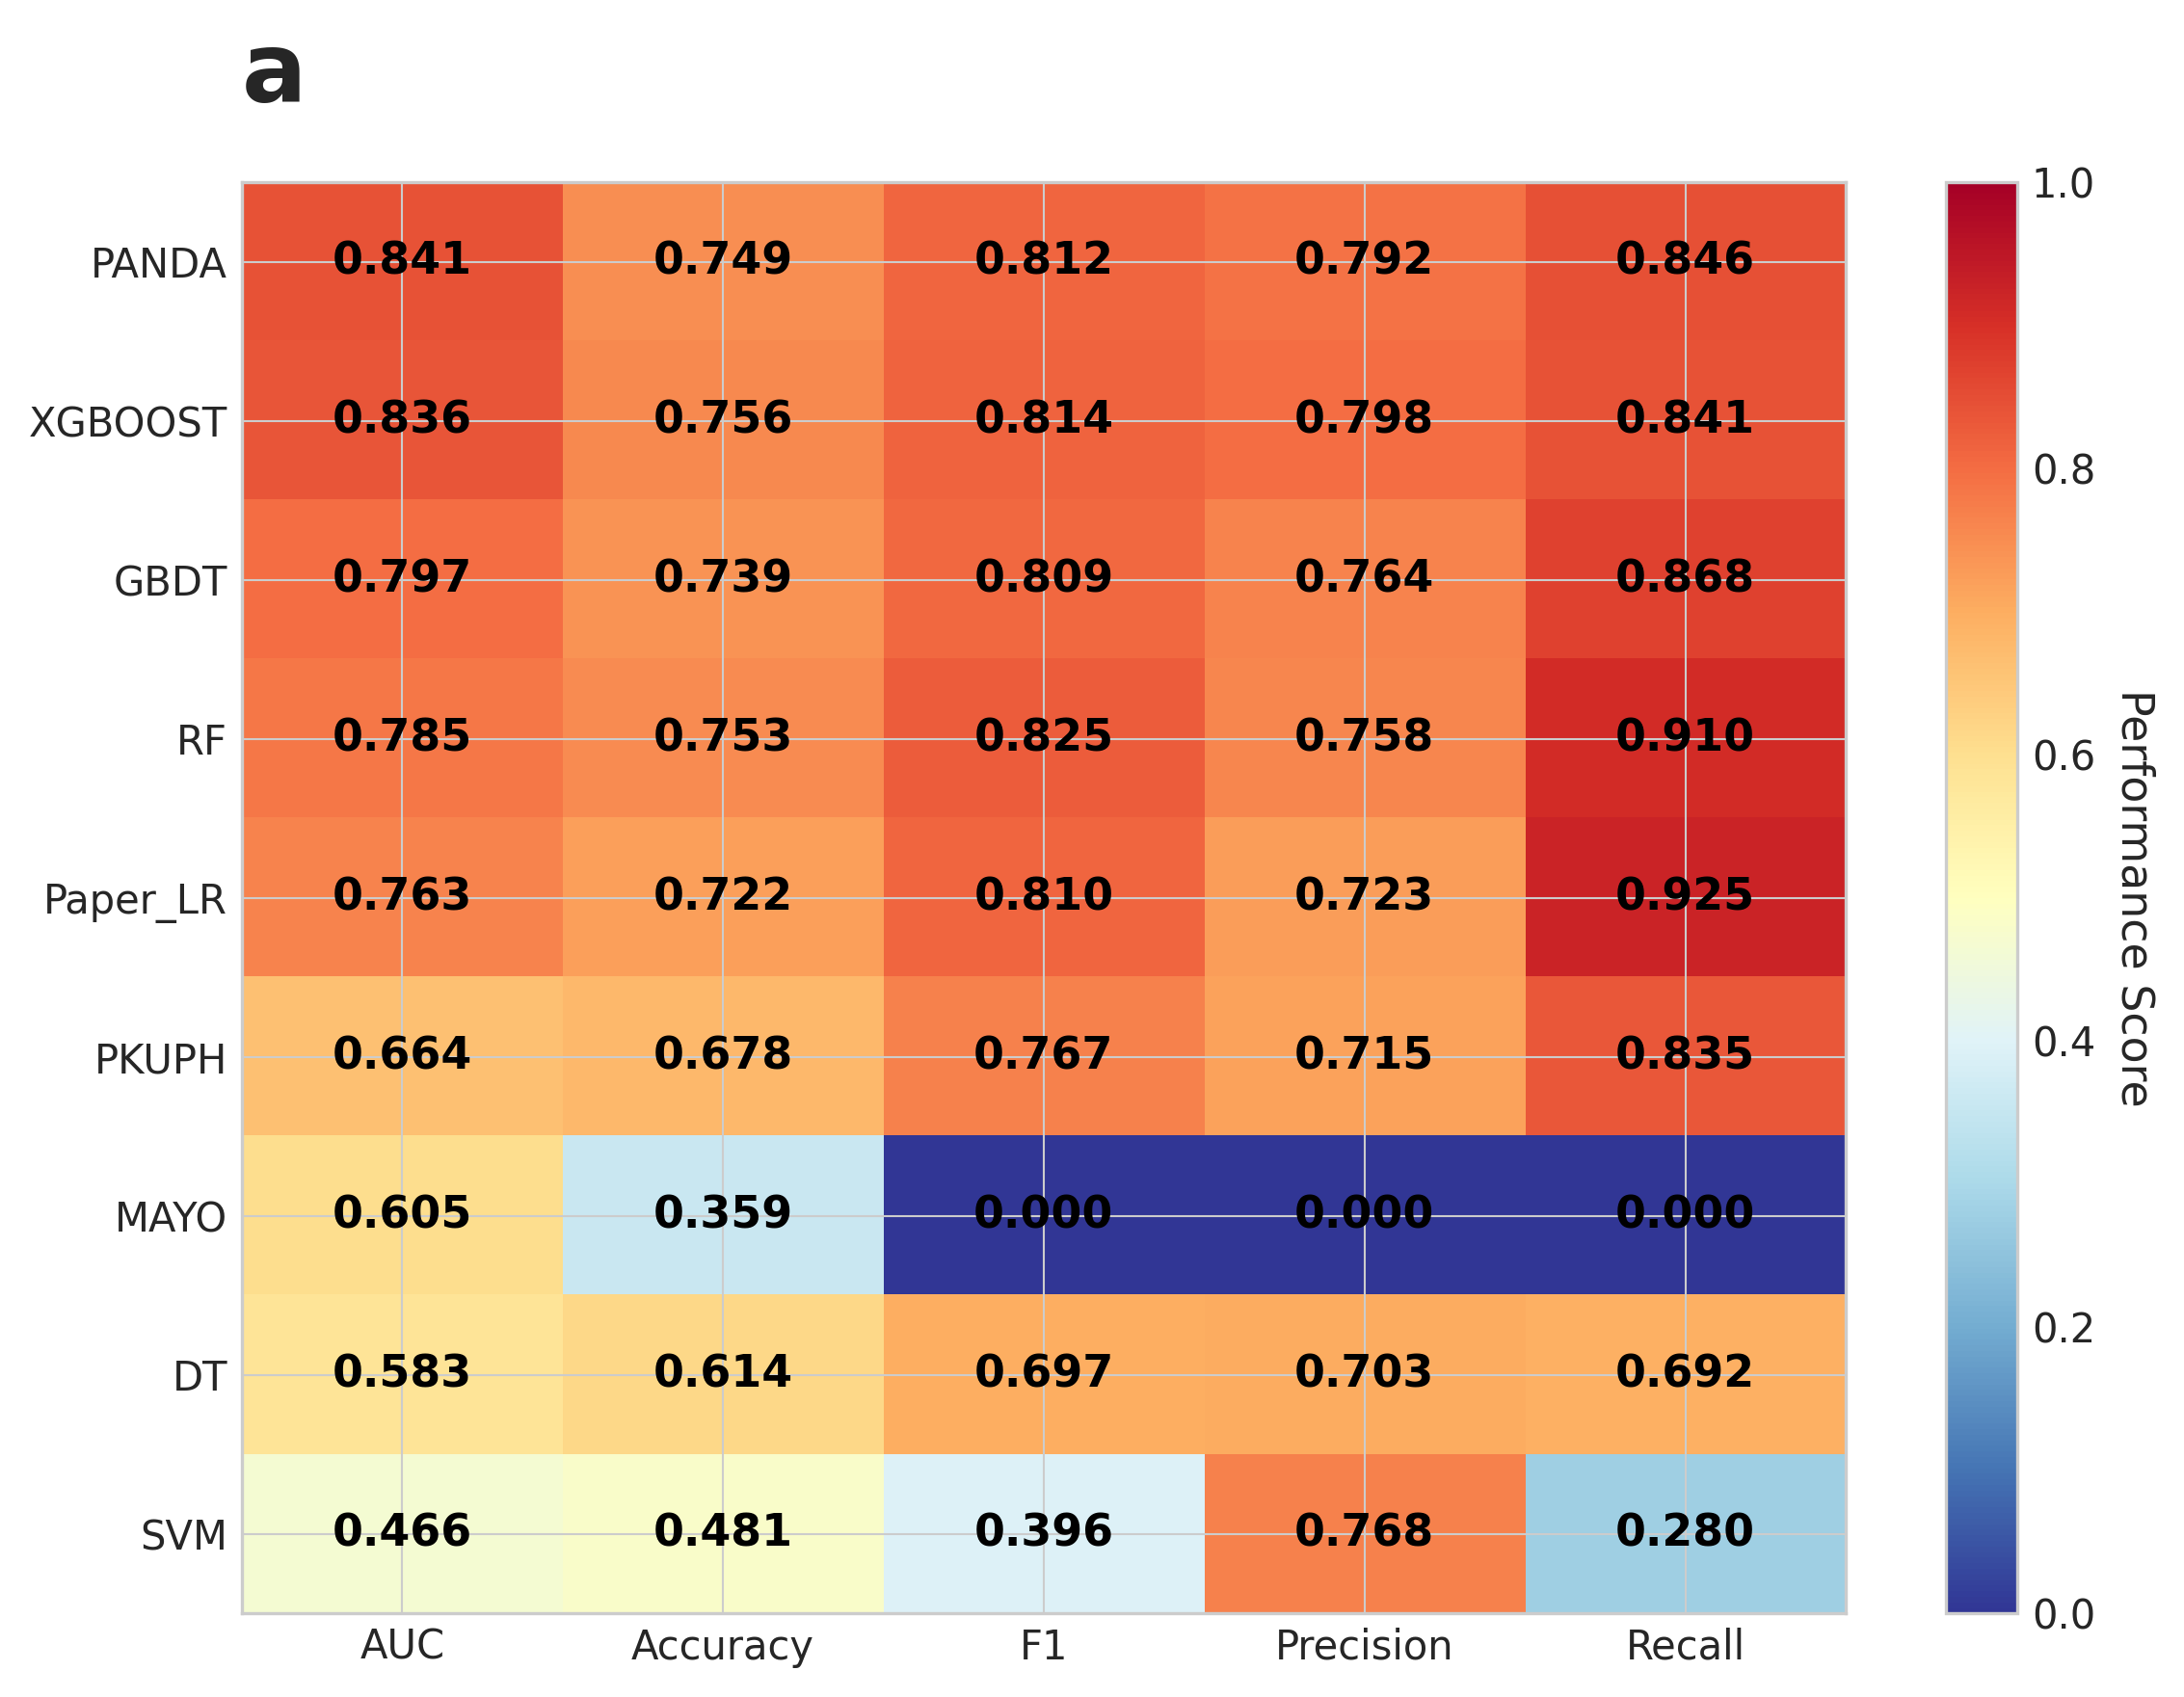 a
PANDA 0.841 0.749 0.812 0.792 0.846
XGBOOST 0.836 0.756 0.814 0.798 0.841
GBDT 0.797 0.739 0.809 0.764 0.868
RF 0.785 0.753 0.825 0.758 0.910
Paper_LR 0.763 0.722 0.810 0.723 0.925
PKUPH 0.664 0.678 0.767 0.715 0.835
MAYO 0.605 0.359 0.000 0.000 0.000
DT 0.583 0.614 0.697 0.703 0.692
SVM 0.466 0.481 0.396 0.768 0.280
AUC Accuracy F1 Precision Recall
1.0
0.8
0.6
0.4
0.2
0.0
Performance Score